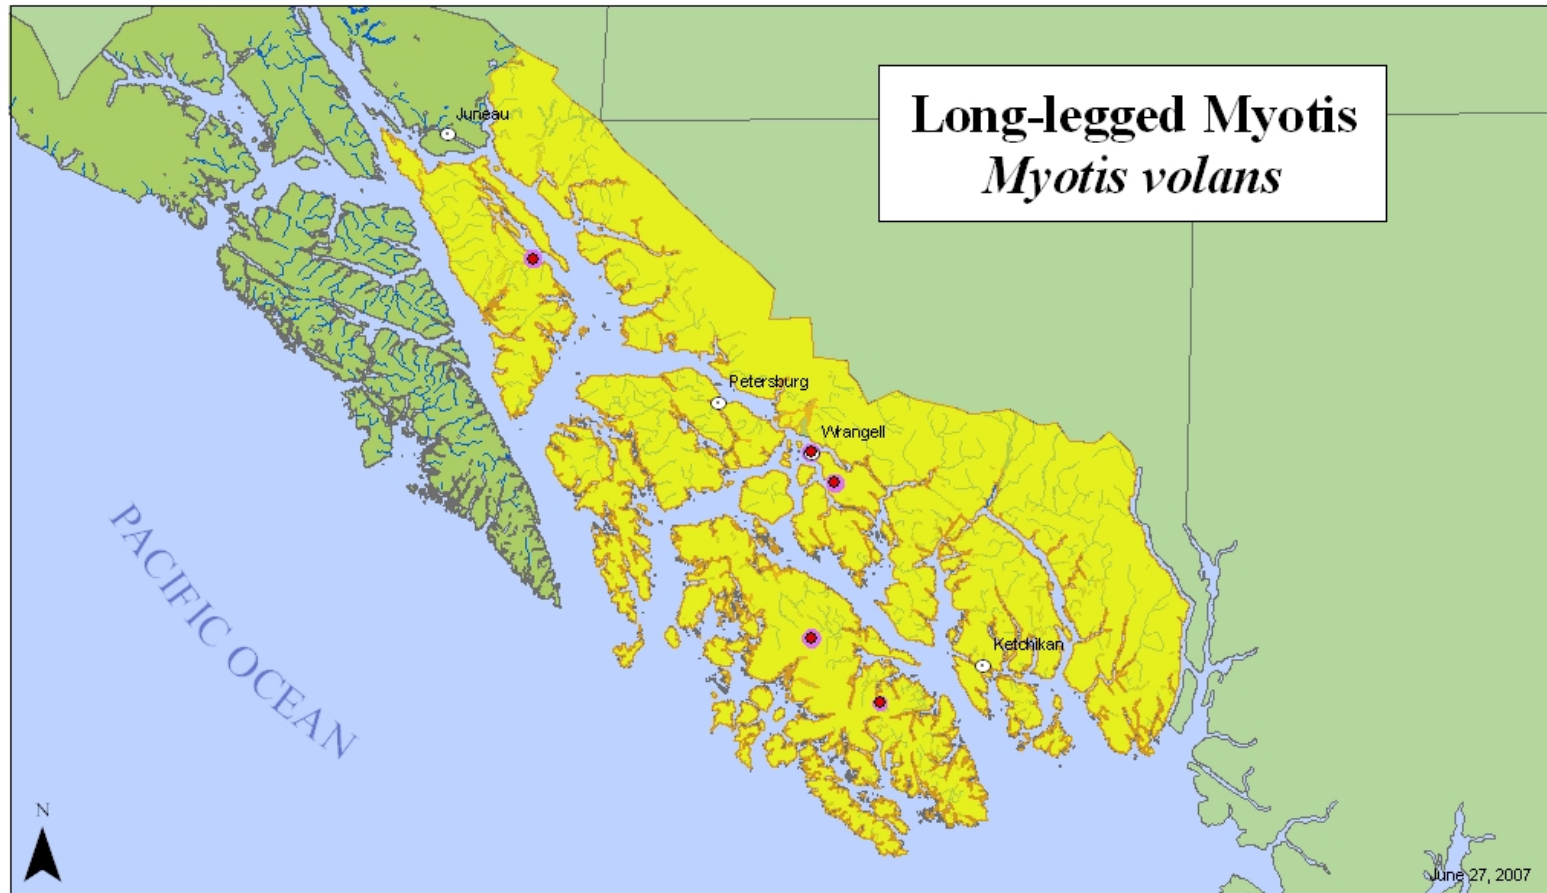 Long-legged Myotis
Myotis volans
Juneau
Petersburg
Wrangell
Ketchikan
PACIFIC OCEAN
N
June 27, 2007